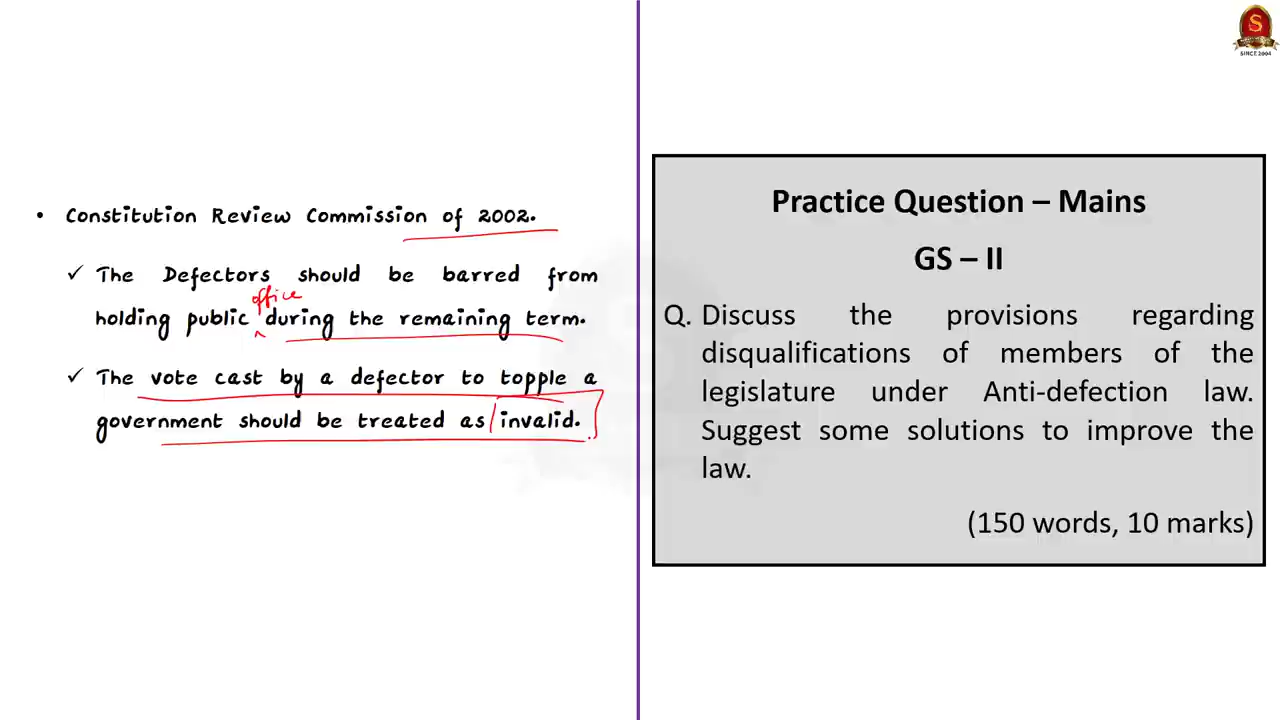 • Constitution Review Commission of 2002.
✓ The Defectors should be barred from
office
holding public during the remaining term.
✓ The vote cast by a defector to topple a
government should be treated as invalid.
S
SINCE 2004
Practice Question – Mains
GS – II
Q. Discuss the provisions regarding
disqualifications of members of the
legislature under Anti-defection law.
Suggest some solutions to improve the
law.
(150 words, 10 marks)